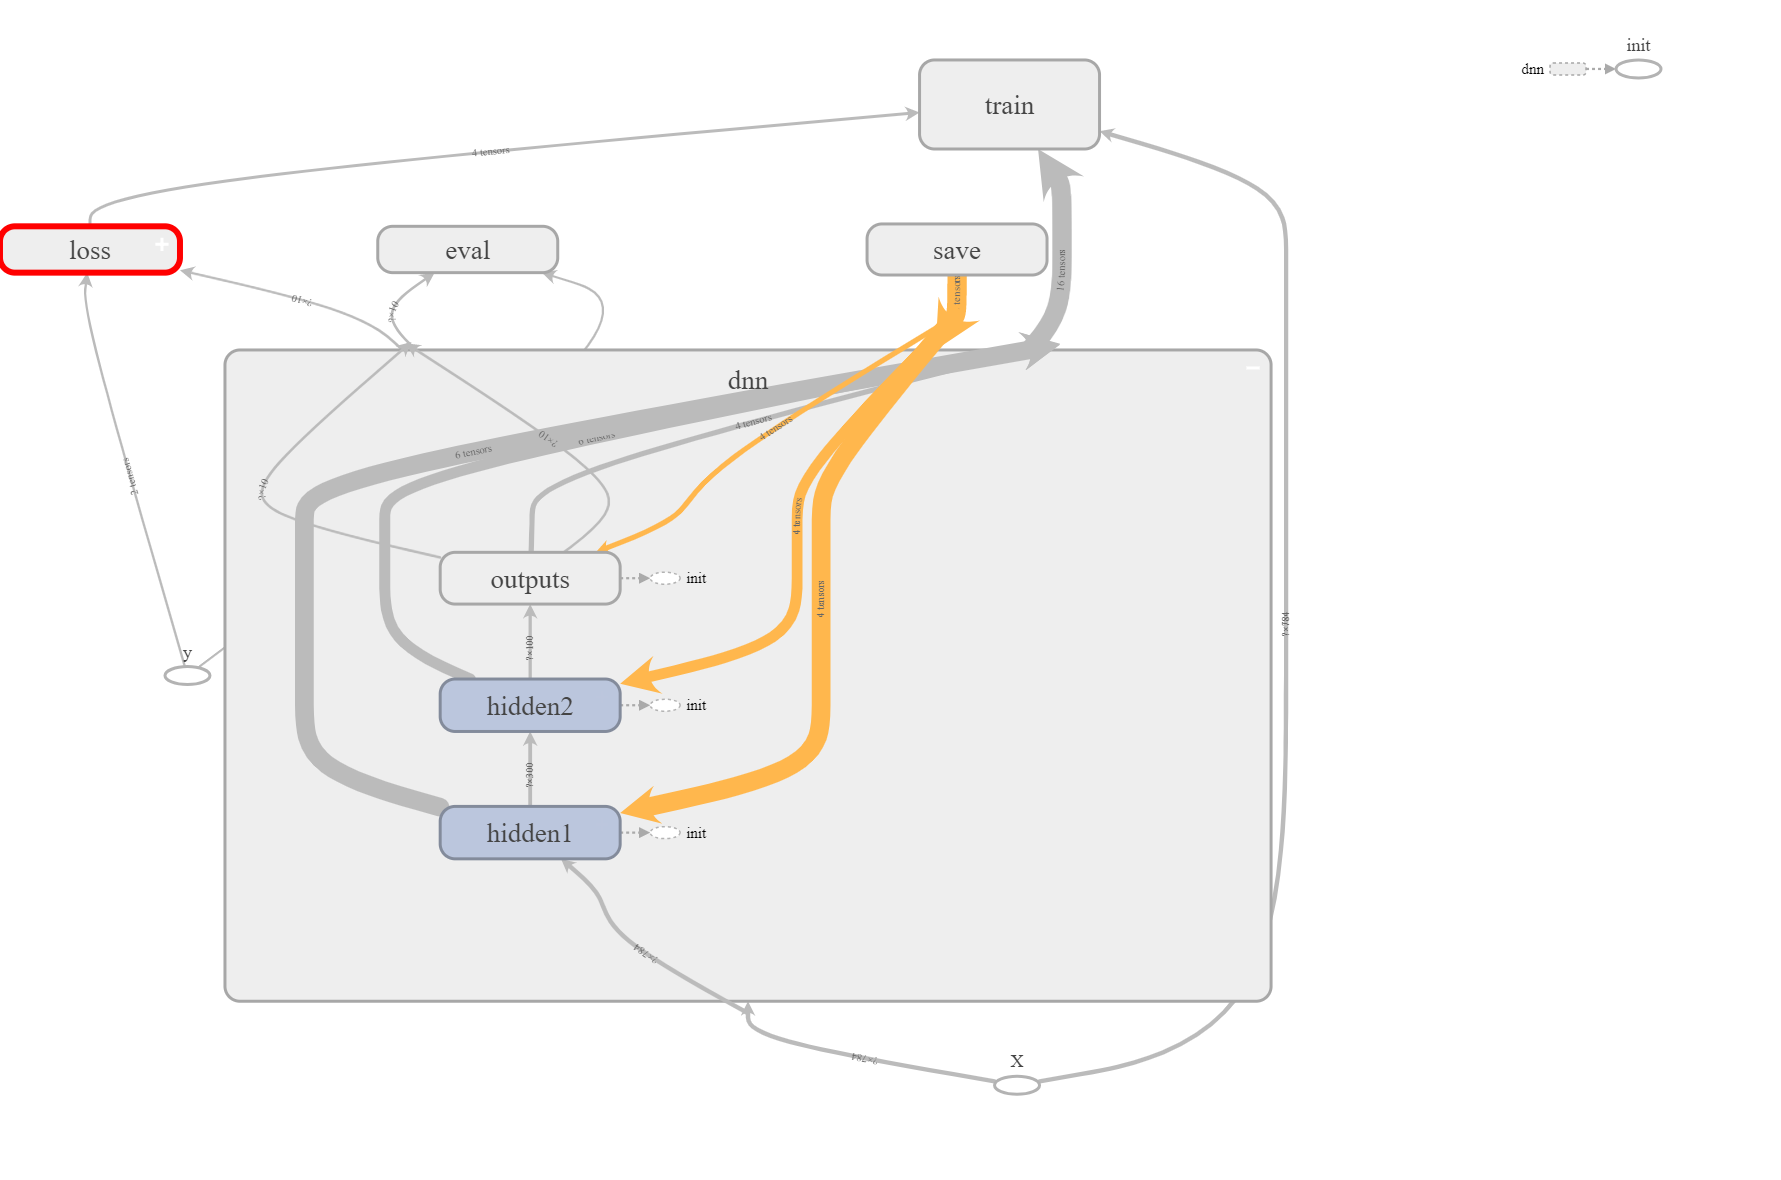 init
dnn
train
4 tensors
loss
+
eval
save
?×10
?×10
tensors
16 tensors
dnn
4 tensors
4 tensors
?×10
6 tensors
6 tensors
2 tensors
?×10
4 tensors
outputs
init
4 tensors
?×784
y
?×100
hidden2
init
?×300
hidden1
init
?×784
?×784
X